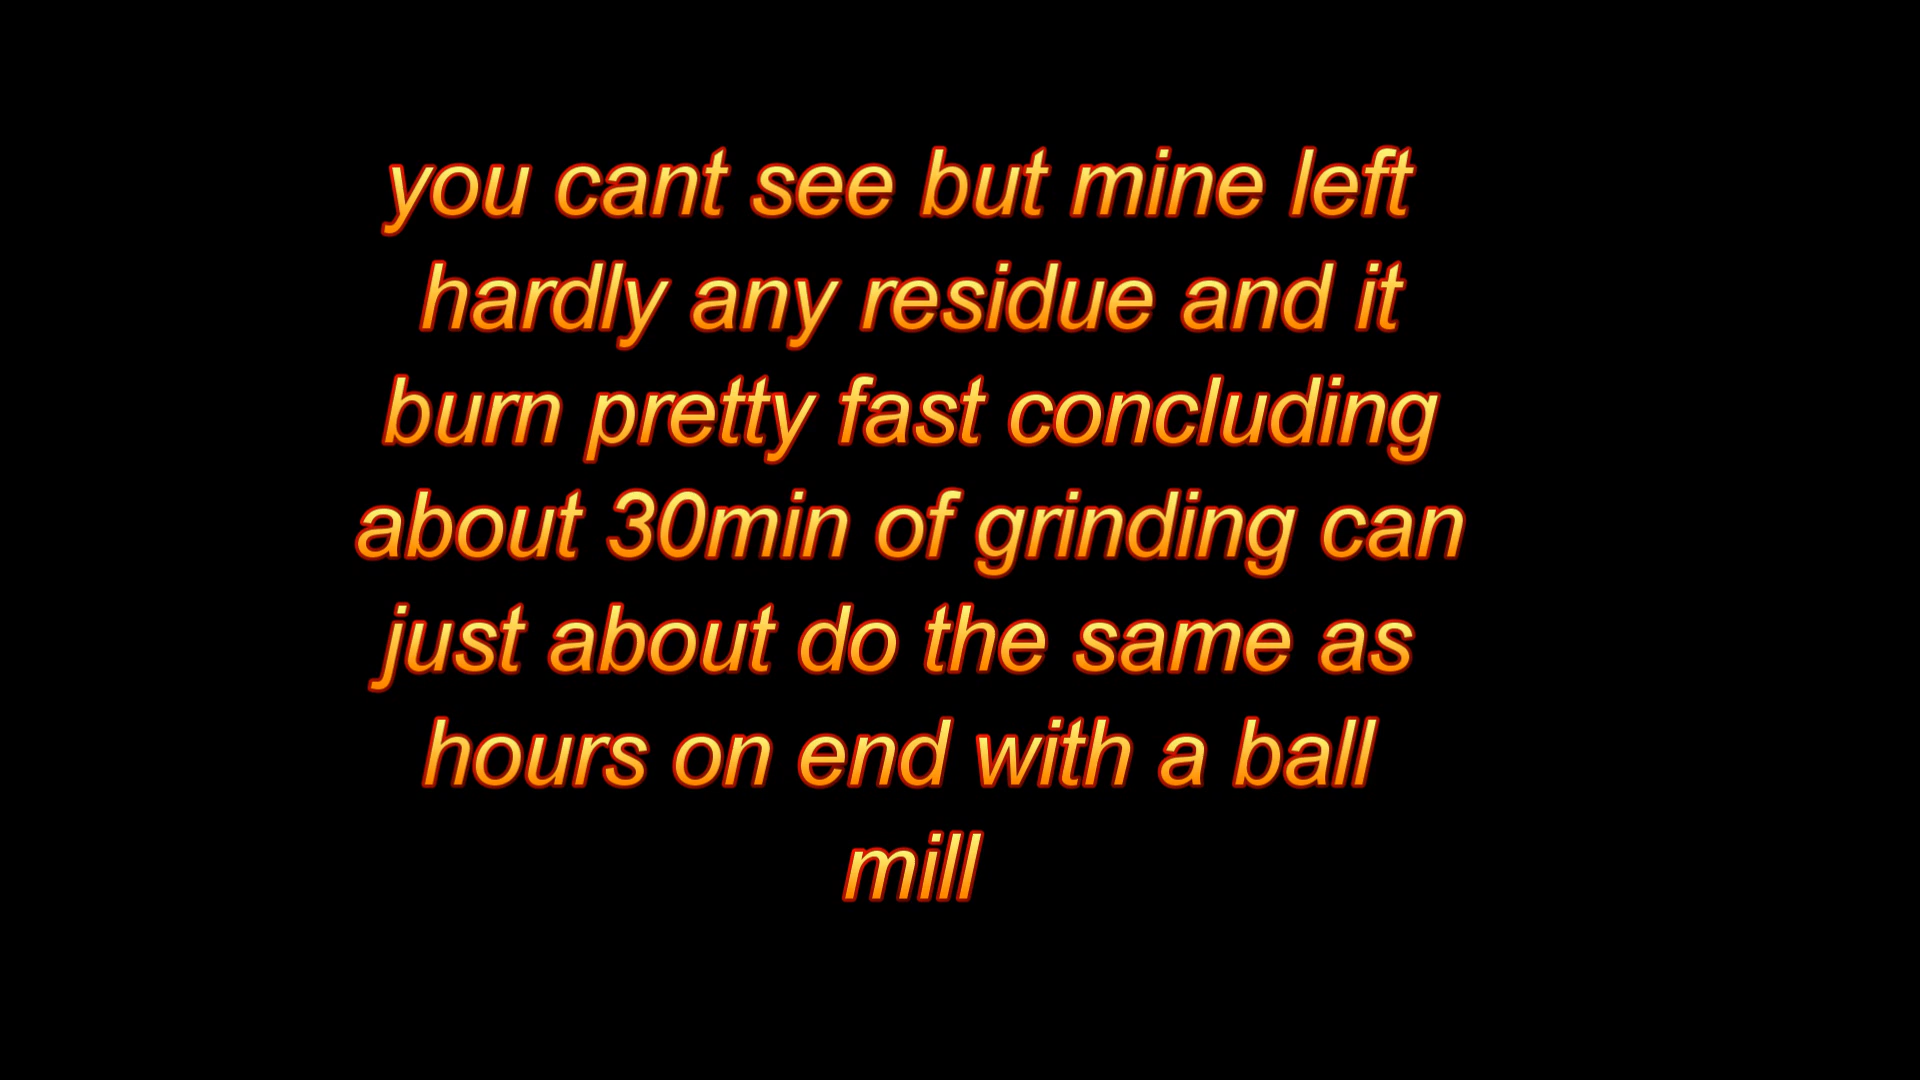 you cant see but mine left
hardly any residue and it
burn pretty fast concluding
about 30min of grinding can
just about do the same as
hours on end with a ball
mill